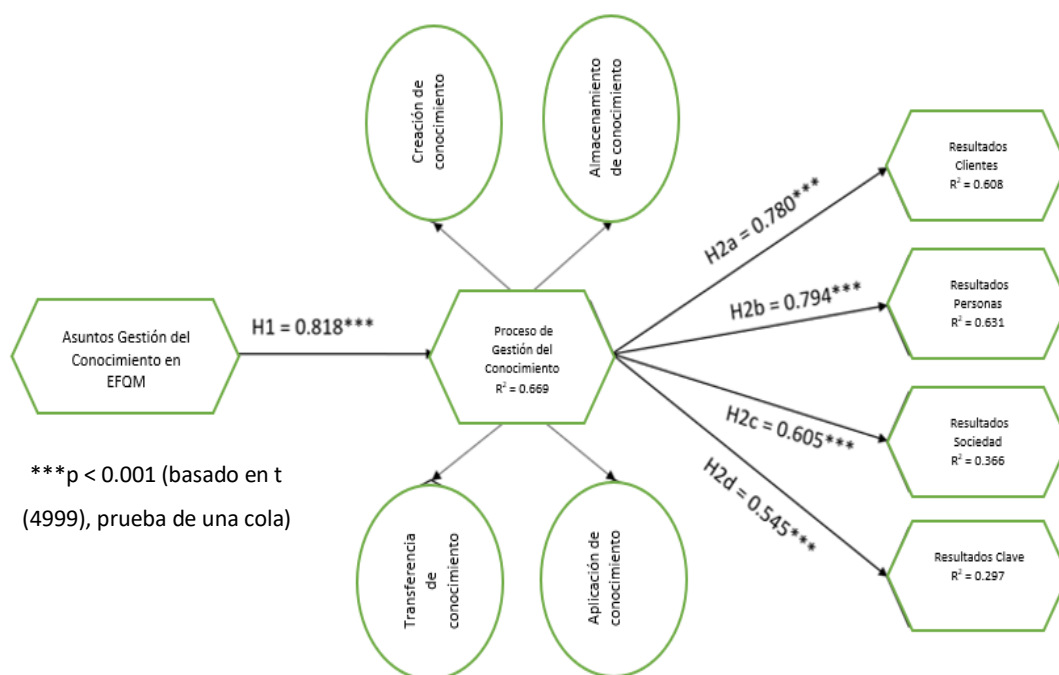 Creación de
conocimiento
Almacenamiento
de conocimiento
Resultados
Clientes
R² = 0.608
H2a = 0.780***
H2b = 0.794***
Resultados
Personas
R² = 0.631
Asuntos Gestión del
Conocimiento en
EFQM
H1 = 0.818***
Proceso de
Gestión del
Conocimiento
R² = 0.669
H2c = 0.605***
Resultados
Sociedad
R² = 0.366
H2d = 0.545***
***p < 0.001 (basado en t
(4999), prueba de una cola)
Transferencia
de
conocimiento
Aplicación de
conocimiento
Resultados Clave
R² = 0.297